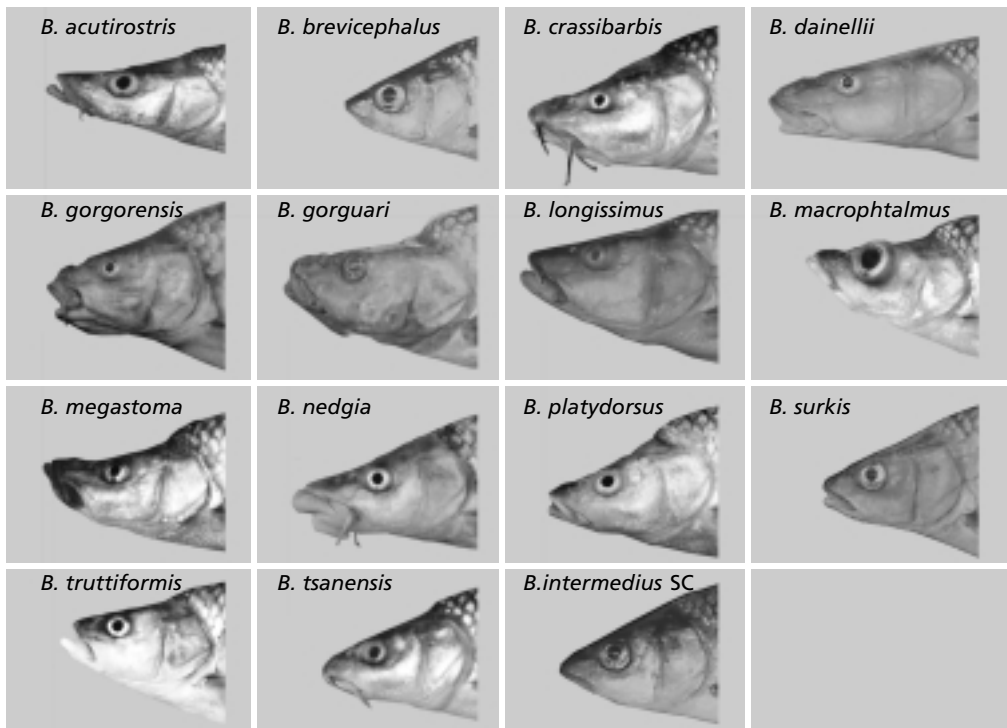 B. acutirostris
B. brevicephalus
B. crassibarbis
B. dainellii
B. gorgorensis
B. gorguari
B. longissimus
B. macrophtalmus
B. megastoma
B. nedgia
B. platydorsus
B. surkis
B. truttiformis
B. tsanensis
B.intermedius SC